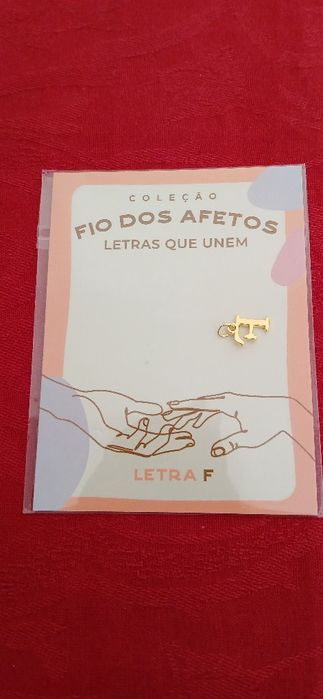 COLEÇÃO
FIO DOS AFETOS
LETRAS QUE UNEM
F
LETRA F